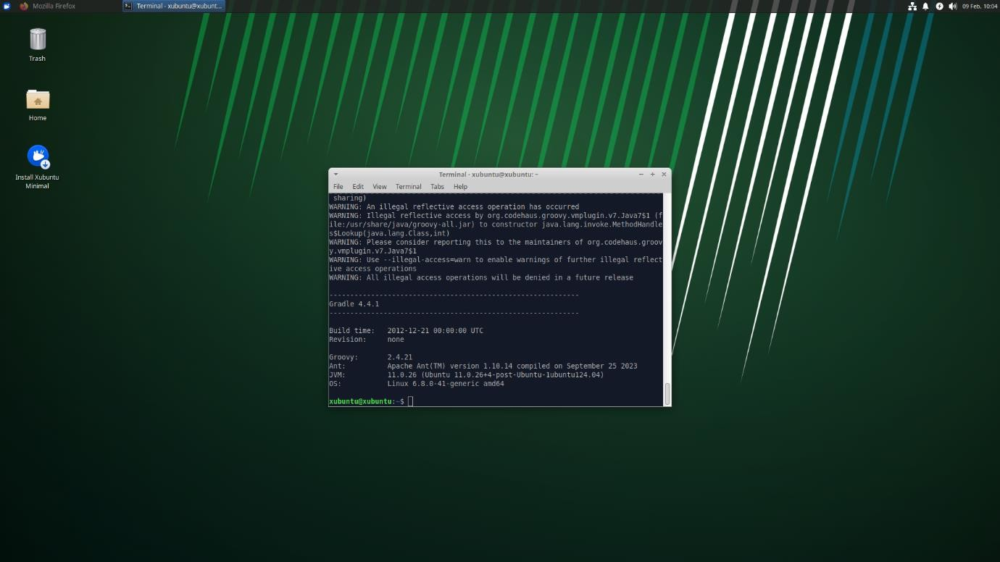 Mozilla Firefox
Terminal - xubuntu@xubunt...
09 Feb, 10:04
Trash
Home
Install Xubuntu
Minimal
Terminal - xubuntu@xubuntu: ~
File Edit View Terminal Tabs Help
sharing)
WARNING: An illegal reflective access operation has occurred
WARNING: Illegal reflective access by org.codehaus.groovy.vmplugin.v7.Java7$1 (f
ile:/usr/share/java/groovy-all.jar) to constructor java.lang.invoke.MethodHandle
s$Lookup(java.lang.Class,int)
WARNING: Please consider reporting this to the maintainers of org.codehaus.groov
y.vmplugin.v7.Java7$1
WARNING: Use --illegal-access=warn to enable warnings of further illegal reflect
ive access operations
WARNING: All illegal access operations will be denied in a future release
------------------------------------------------------------
Gradle 4.4.1
------------------------------------------------------------
Build time:   2012-12-21 00:00:00 UTC
Revision:     none
Groovy:       2.4.21
Ant:          Apache Ant(TM) version 1.10.14 compiled on September 25 2023
JVM:          11.0.26 (Ubuntu 11.0.26+4-post-Ubuntu-1ubuntu124.04)
OS:           Linux 6.8.0-41-generic amd64
xubuntu@xubuntu:~$